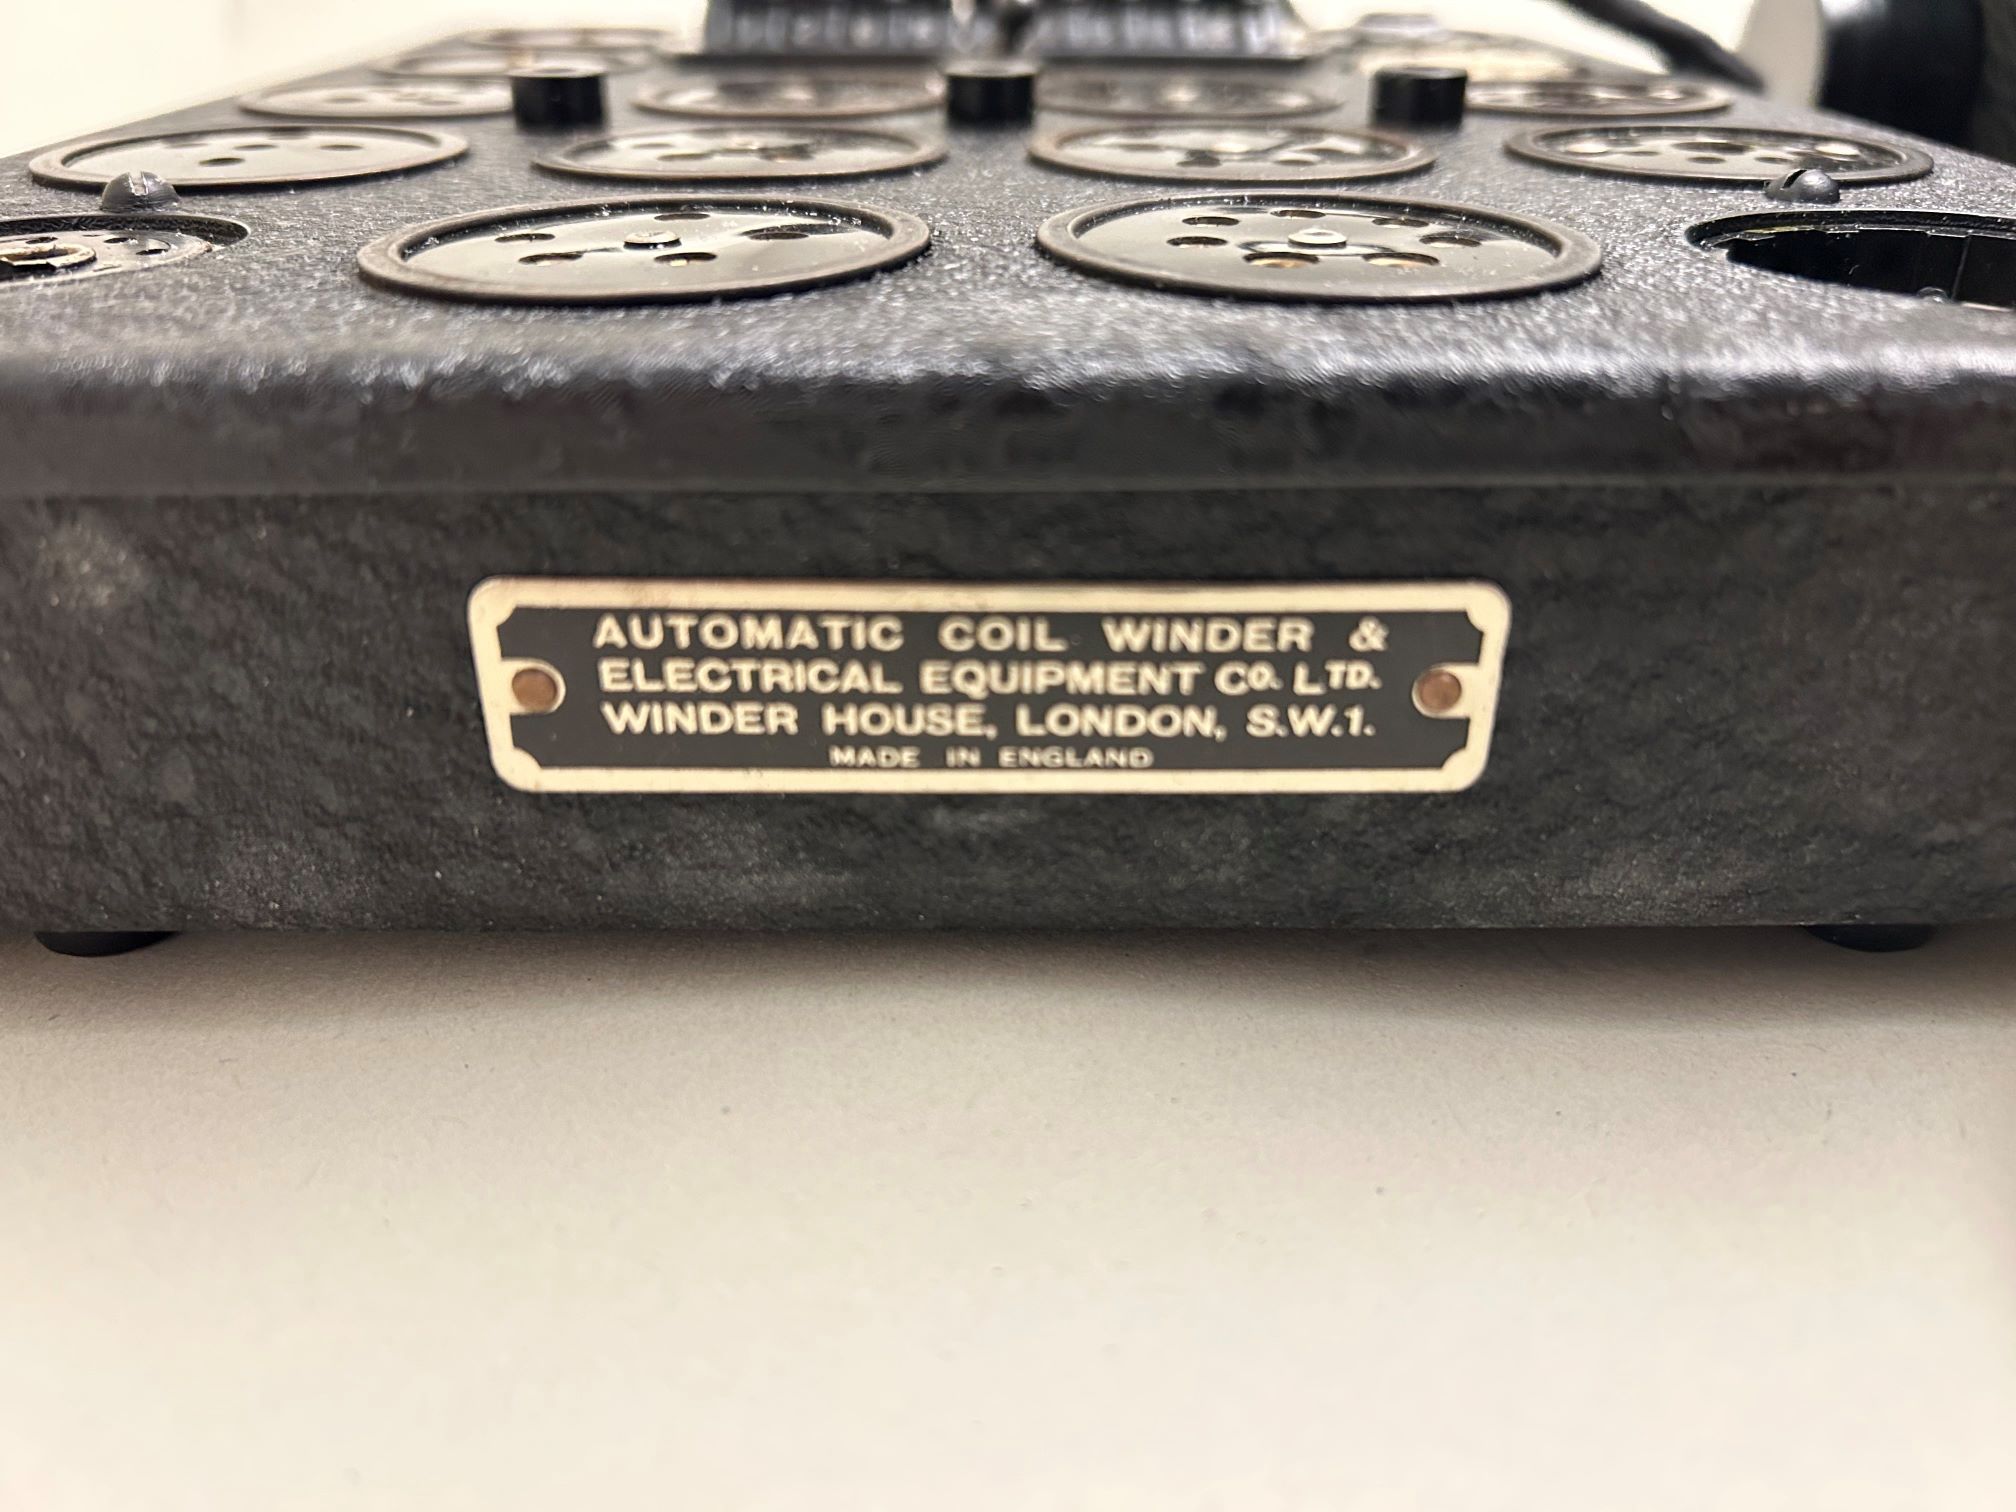 AUTOMATIC COIL WINDER &
ELECTRICAL EQUIPMENT CO. LTD.
WINDER HOUSE, LONDON, S.W.1.
MADE IN ENGLAND